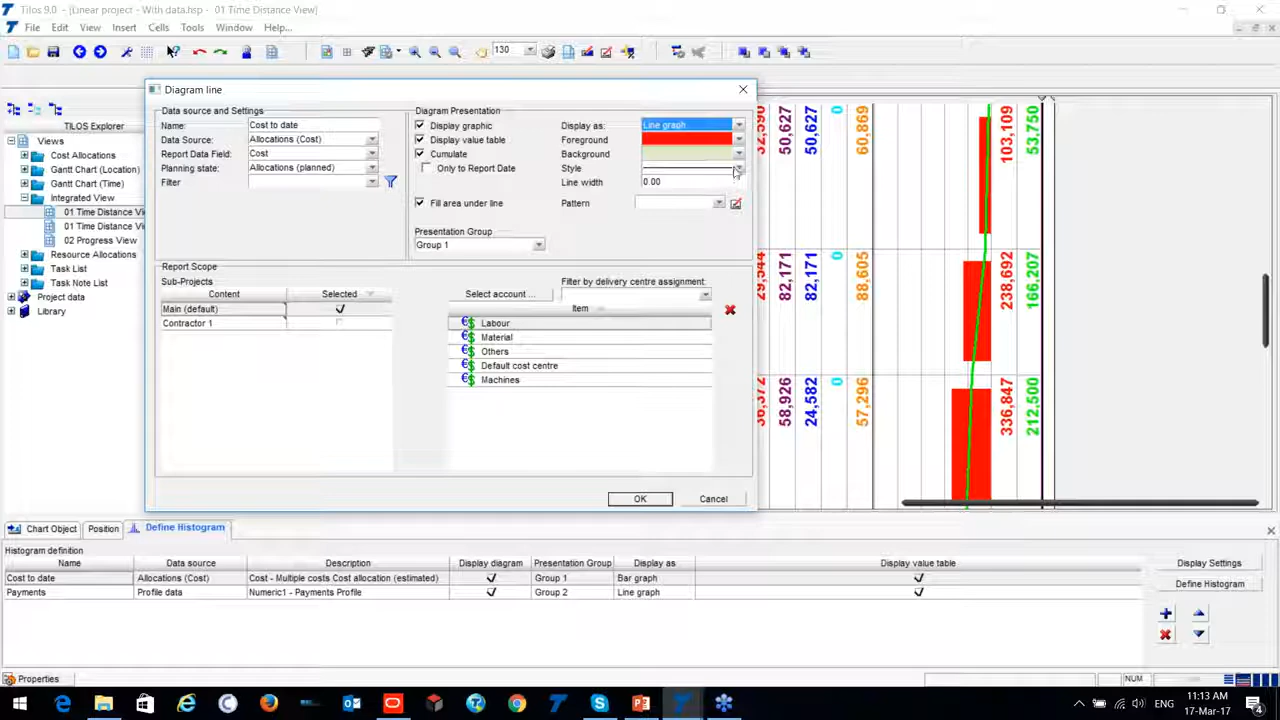 Tilos 9.0 - [Linear project - With data.hsp - 01 Time Distance View]
File Edit View Insert Cells Tools Window Help...
130
TILOS Explorer
Views
Cost Allocations
Gantt Chart (Location)
Gantt Chart (Time)
Integrated View
01 Time Distance Vi
01 Time Distance Vi
02 Progress View
Resource Allocations
Task List
Task Note List
Project data
Library
Diagram line
Data source and Settings
Name: Cost to date
Data Source: Allocations (Cost)
Report Data Field: Cost
Planning state: Allocations (planned)
Filter
Diagram Presentation
Display graphic
Display value table
Cumulate
Only to Report Date
Fill area under line
Display as: Line graph
Foreground
Background
Style
Line width 0.00
Pattern
Presentation Group
Group 1
Report Scope
Sub-Projects
Content Selected
Main (default)
Contractor 1
Select account ...
Filter by delivery centre assignment:
Item
Labour
Material
Others
Default cost centre
Machines
OK Cancel
50,627 50,627 0 60,869 103,109 53,750
82,171 82,171 0 88,605 238,692 166,207
58,926 24,582 0 57,296 336,847 212,500
Chart Object Position Define Histogram
Histogram definition
Name Data source Description Display diagram Presentation Group Display as Display value table
Cost to date Allocations (Cost) Cost - Multiple costs Cost allocation (estimated) Group 1 Bar graph
Payments Profile data Numeric1 - Payments Profile Group 2 Line graph
Display Settings
Define Histogram
Properties
NUM
ENG
11:13 AM
17-Mar-17